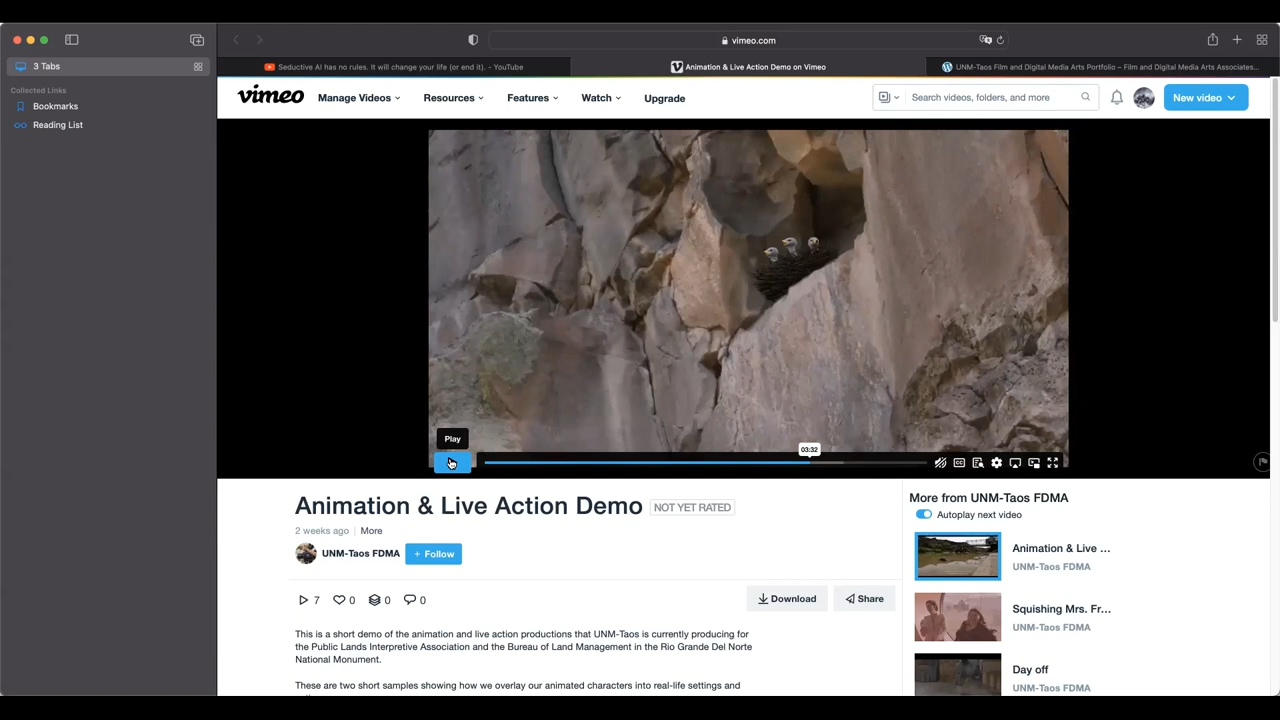 vimeo.com
3 Tabs
Seductive AI has no rules. It will change your life (or end it). - YouTube
Animation & Live Action Demo on Vimeo
UNM-Taos Film and Digital Media Arts Portfolio – Film and Digital Media Arts Associates...
Collected Links
Bookmarks
Reading List
vimeo
Manage Videos
Resources
Features
Watch
Upgrade
Search videos, folders, and more
New video
Play
03:32
CC
Animation & Live Action Demo
NOT YET RATED
2 weeks ago
More
UNM-Taos FDMA
+ Follow
7
0
0
0
Download
Share
This is a short demo of the animation and live action productions that UNM-Taos is currently producing for
the Public Lands Interpretive Association and the Bureau of Land Management in the Rio Grande Del Norte
National Monument.
These are two short samples showing how we overlay our animated characters into real-life settings and
More from UNM-Taos FDMA
Autoplay next video
Animation & Live ...
UNM-Taos FDMA
Squishing Mrs. Fr...
UNM-Taos FDMA
Day off
UNM-Taos FDMA